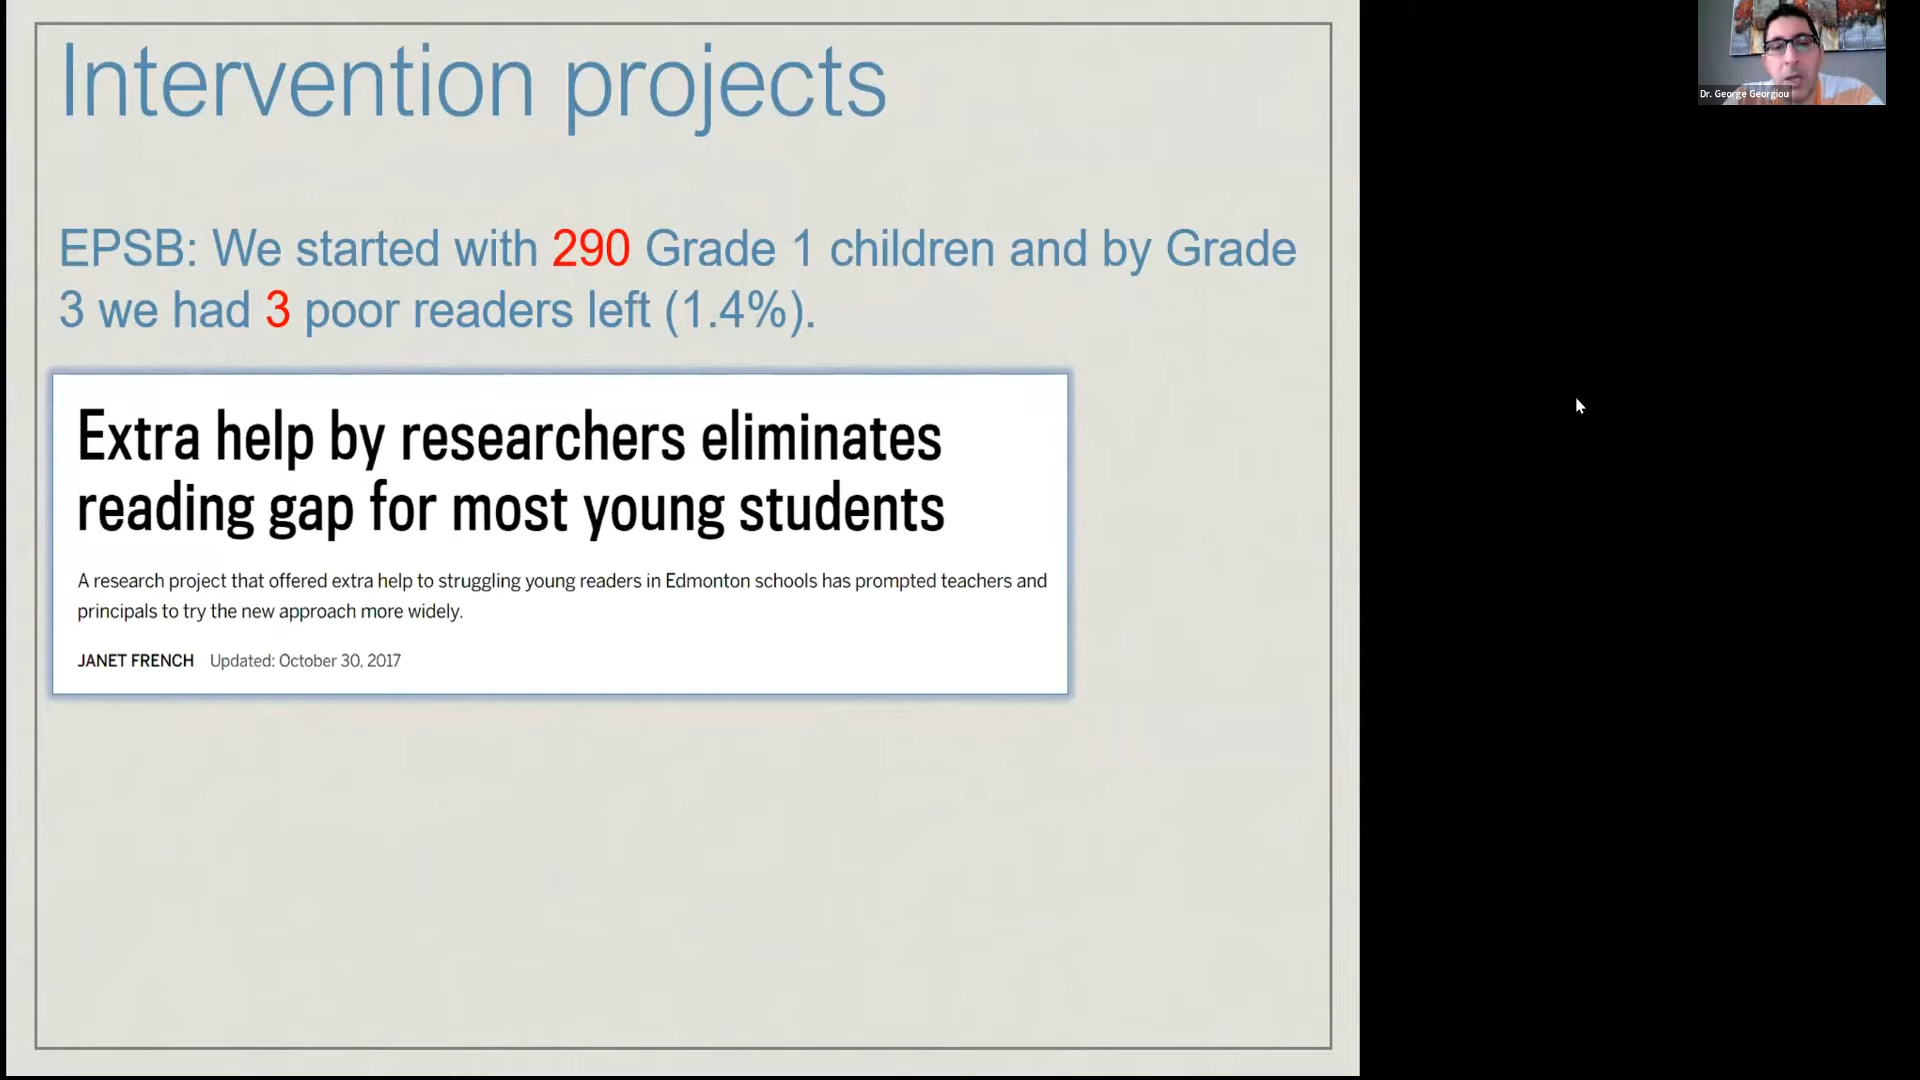 Intervention projects
Dr. George Georgiou
EPSB: We started with 290 Grade 1 children and by Grade
3 we had 3 poor readers left (1.4%).
Extra help by researchers eliminates
reading gap for most young students
A research project that offered extra help to struggling young readers in Edmonton schools has prompted teachers and
principals to try the new approach more widely.
JANET FRENCH Updated: October 30, 2017